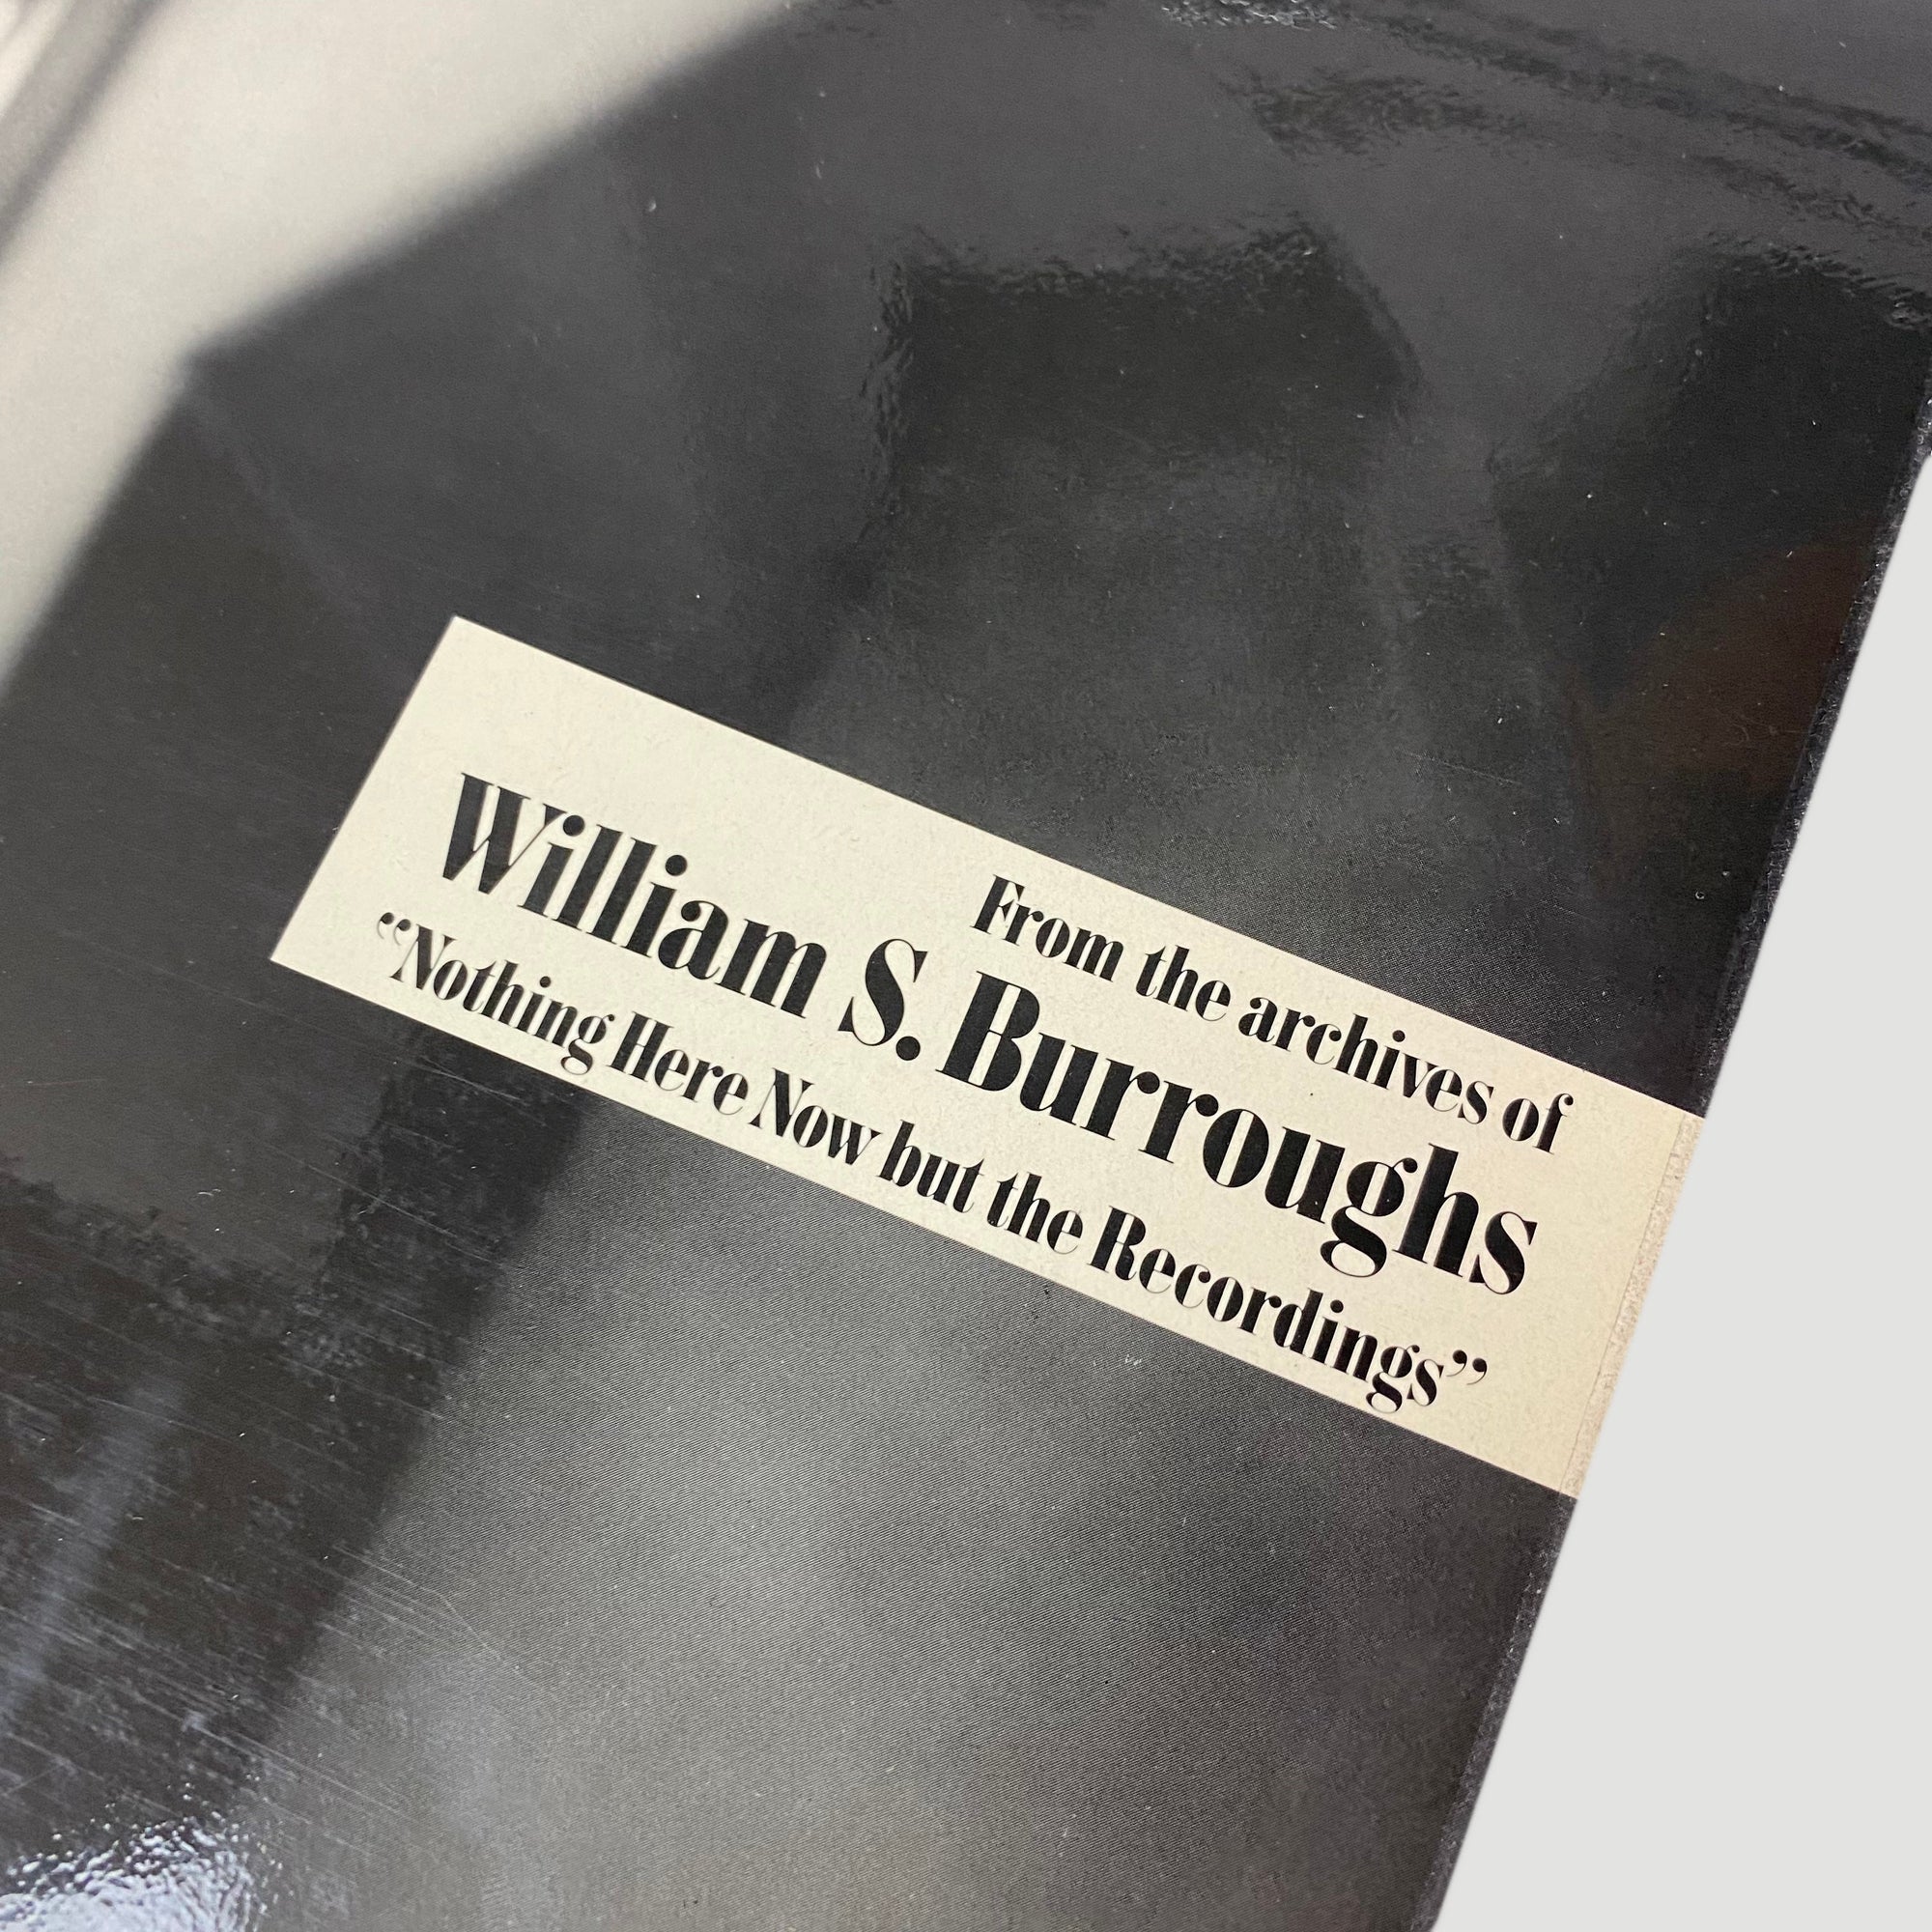 From the archives of
William S. Burroughs
“Nothing Here Now but the Recordings”